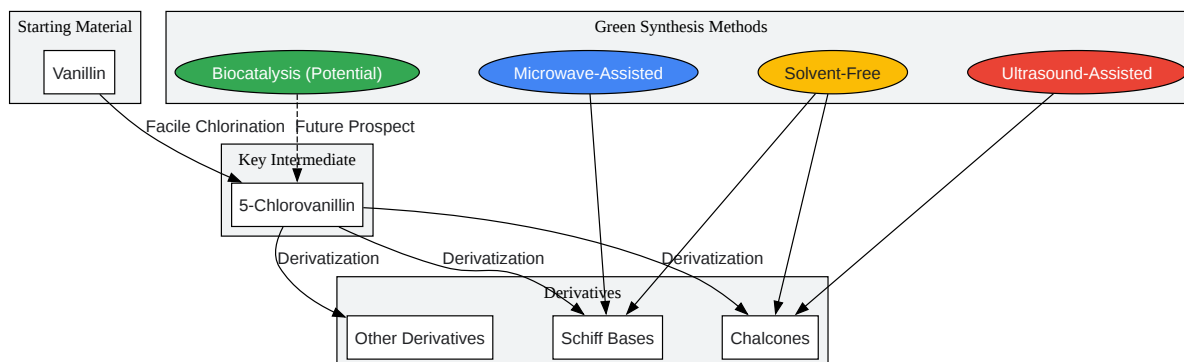 Starting Material
Green Synthesis Methods
Vanillin
Biocatalysis (Potential)
Microwave-Assisted
Solvent-Free
Ultrasound-Assisted
Facile Chlorination
Future Prospect
Key Intermediate
5-Chlorovanillin
Derivatization
Derivatization
Derivatization
Derivatives
Other Derivatives
Schiff Bases
Chalcones